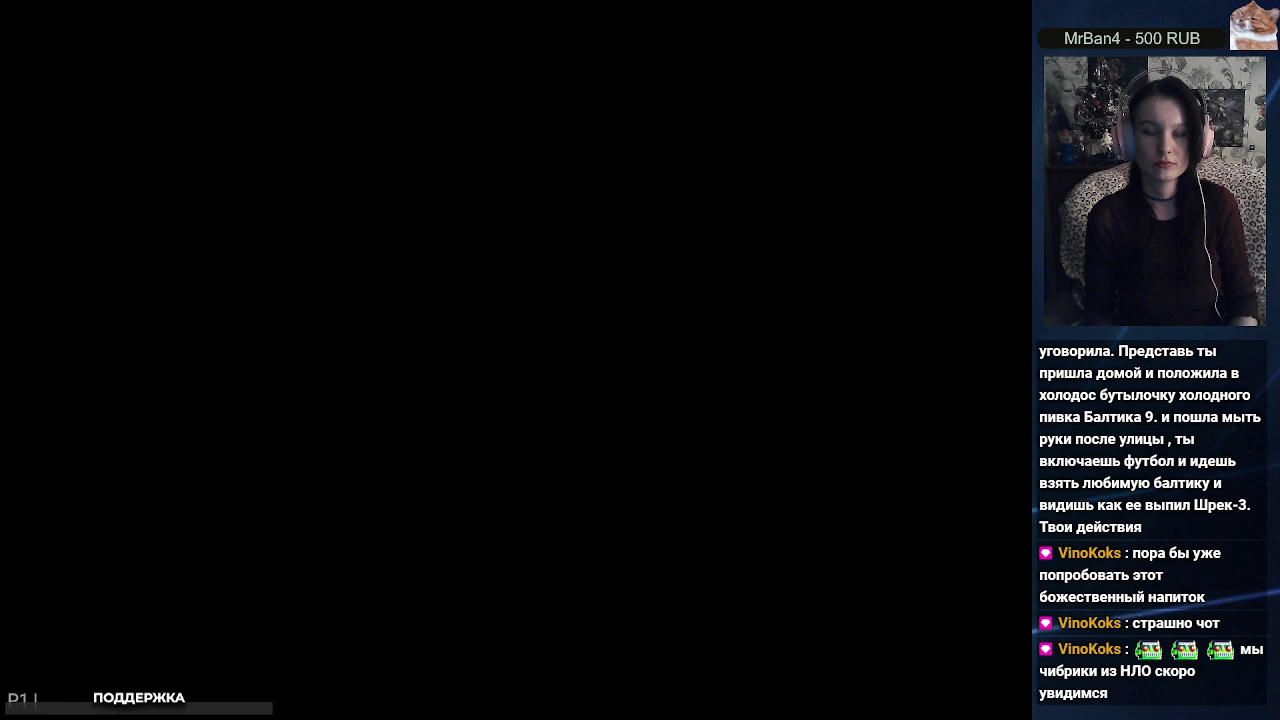 MrBan4 - 500 RUB
уговорила. Представь ты
пришла домой и положила в
холодос бутылочку холодного
пивка Балтика 9. и пошла мыть
руки после улицы , ты
включаешь футбол и идешь
взять любимую балтику и
видишь как ее выпил Шрек-3.
Твои действия
VinoKoks : пора бы уже
попробовать этот
божественный напиток
VinoKoks : страшно чот
VinoKoks : мы
чибрики из НЛО скоро
увидимся
ПОДДЕРЖКА